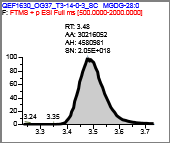 QEF1630_OG37_T3-14-0-3_SC MGDG-28:0
F: FTMS + p ESI Full ms [500.0000-2000.0000]
RT: 3.48
AA: 30216052
AH: 4580981
SN: 2.05E+018
100
80
60
40
20
0
3.24 3.35
3.3 3.4 3.5 3.6 3.7